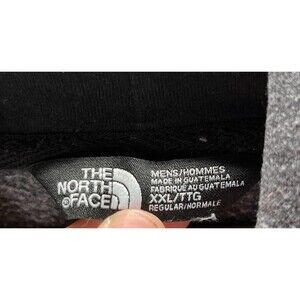 THE
NORTH
FACE
MENS/HOMMES
MADE IN GUATEMALA
FABRIQUÉ AU GUATEMALA
XXL/TTG
REGULAR/NORMALE